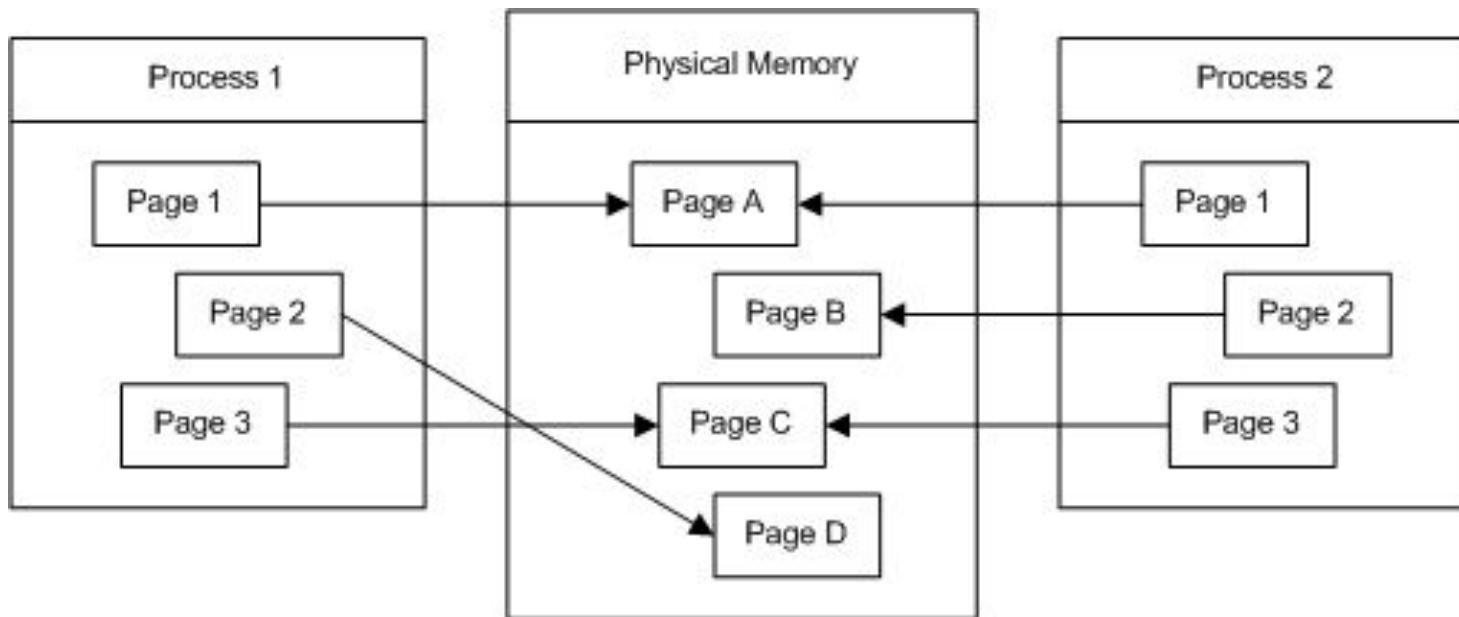 Process 1
Page 1
Page 2
Page 3
Physical Memory
Page A
Page B
Page C
Page D
Process 2
Page 1
Page 2
Page 3